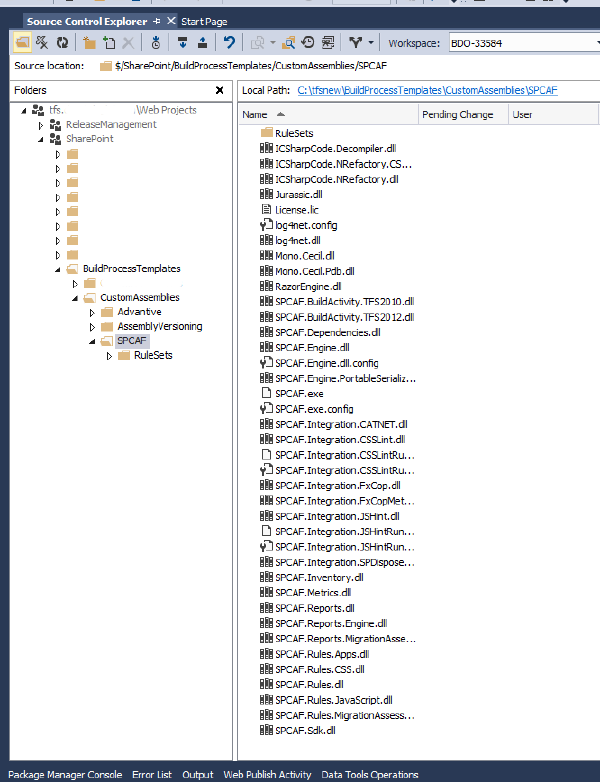 Source Control Explorer
Start Page
Workspace: BDO-33584
Source location: $/SharePoint/BuildProcessTemplates/CustomAssemblies/SPCAF
Folders
tfs. \Web Projects
ReleaseManagement
SharePoint
BuildProcessTemplates
CustomAssemblies
Advantive
AssemblyVersioning
SPCAF
RuleSets
Local Path: C:\tfsnew\BuildProcessTemplates\CustomAssemblies\SPCAF
Name Pending Change User
RuleSets
ICSharpCode.Decompiler.dll
ICSharpCode.NRefactory.CS...
ICSharpCode.NRefactory.dll
Jurassic.dll
License.lic
log4net.config
log4net.dll
Mono.Cecil.dll
Mono.Cecil.Pdb.dll
RazorEngine.dll
SPCAF.BuildActivity.TFS2010.dll
SPCAF.BuildActivity.TFS2012.dll
SPCAF.Dependencies.dll
SPCAF.Engine.dll
SPCAF.Engine.dll.config
SPCAF.Engine.PortableSerializ...
SPCAF.exe
SPCAF.exe.config
SPCAF.Integration.CATNET.dll
SPCAF.Integration.CSSLint.dll
SPCAF.Integration.CSSLintRu...
SPCAF.Integration.CSSLintRu...
SPCAF.Integration.FxCop.dll
SPCAF.Integration.FxCopMet...
SPCAF.Integration.JSHint.dll
SPCAF.Integration.JSHintRun...
SPCAF.Integration.JSHintRun...
SPCAF.Integration.SPDispose...
SPCAF.Inventory.dll
SPCAF.Metrics.dll
SPCAF.Reports.dll
SPCAF.Reports.Engine.dll
SPCAF.Reports.MigrationAsse...
SPCAF.Rules.Apps.dll
SPCAF.Rules.CSS.dll
SPCAF.Rules.dll
SPCAF.Rules.JavaScript.dll
SPCAF.Rules.MigrationAssess...
SPCAF.Sdk.dll
Package Manager Console Error List Output Web Publish Activity Data Tools Operations